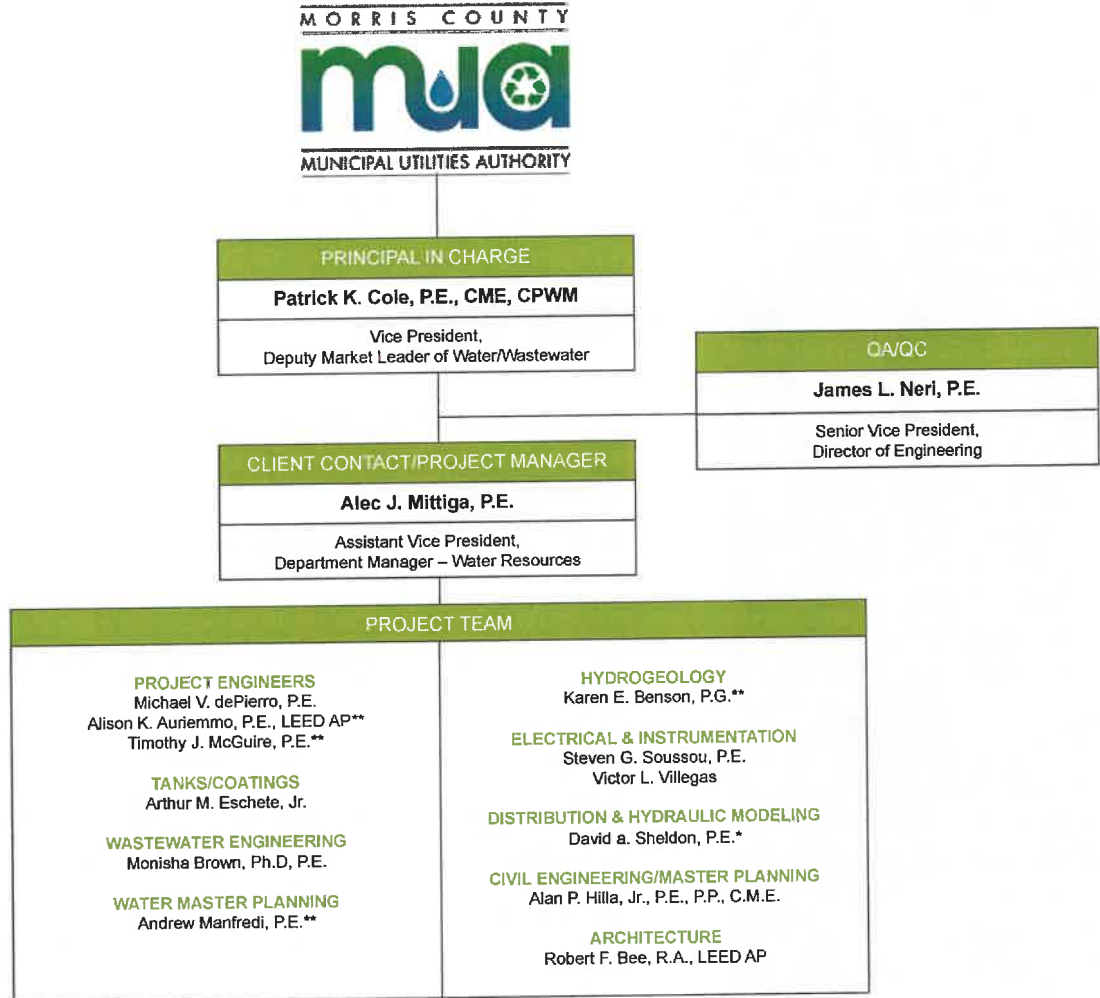 MORRIS COUNTY
mua
MUNICIPAL UTILITIES AUTHORITY
PRINCIPAL IN CHARGE
Patrick K. Cole, P.E., CME, CPWM
Vice President,
Deputy Market Leader of Water/Wastewater
QA/QC
James L. Neri, P.E.
Senior Vice President,
Director of Engineering
CLIENT CONTACT/PROJECT MANAGER
Alec J. Mittiga, P.E.
Assistant Vice President,
Department Manager – Water Resources
PROJECT TEAM
PROJECT ENGINEERS
Michael V. dePierro, P.E.
Alison K. Auriemmo, P.E., LEED AP**
Timothy J. McGuire, P.E.**
TANKS/COATINGS
Arthur M. Eschete, Jr.
WASTEWATER ENGINEERING
Monisha Brown, Ph.D, P.E.
WATER MASTER PLANNING
Andrew Manfredi, P.E.**
HYDROGEOLOGY
Karen E. Benson, P.G.**
ELECTRICAL & INSTRUMENTATION
Steven G. Soussou, P.E.
Victor L. Villegas
DISTRIBUTION & HYDRAULIC MODELING
David a. Sheldon, P.E.*
CIVIL ENGINEERING/MASTER PLANNING
Alan P. Hilla, Jr., P.E., P.P., C.M.E.
ARCHITECTURE
Robert F. Bee, R.A., LEED AP